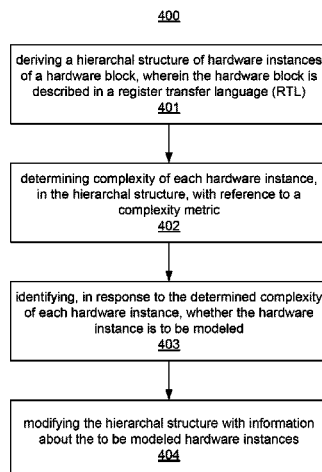 400
deriving a hierarchal structure of hardware instances
of a hardware block, wherein the hardware block is
described in a register transfer language (RTL)
401
determining complexity of each hardware instance,
in the hierarchal structure, with reference to a
complexity metric
402
identifying, in response to the determined complexity
of each hardware instance, whether the hardware
instance is to be modeled
403
modifying the hierarchal structure with information
about the to be modeled hardware instances
404